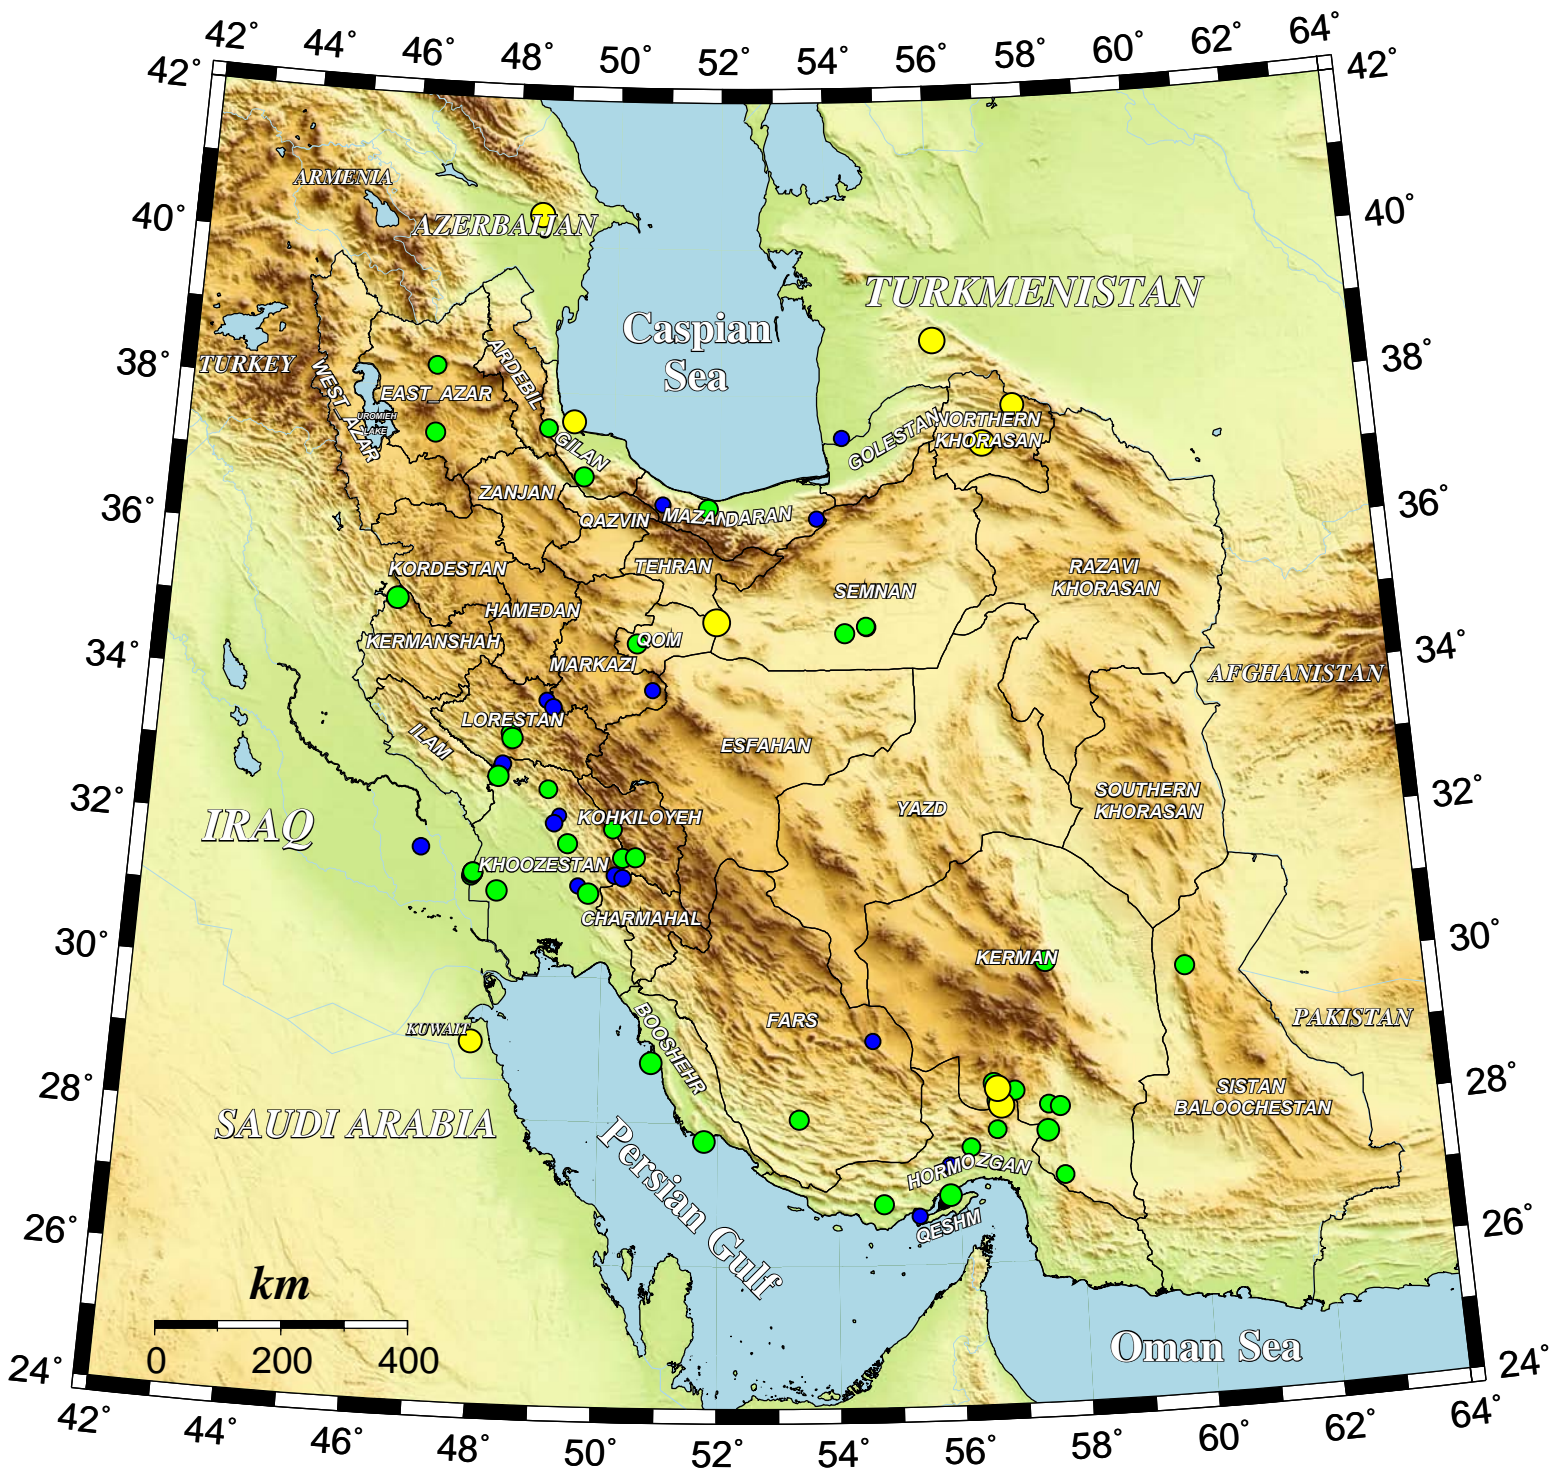 42° 44° 46° 48° 50° 52° 54° 56° 58° 60° 62° 64°
42° 42°
ARMENIA
40° AZERBAIJAN 40°
TURKMENISTAN
Caspian
Sea
38° TURKEY 38°
WEST_AZAR
EAST_AZAR
ARDEBIL
UROMIEH
LAKE
GILAN
GOLESTAN
NORTHERN
KHORASAN
ZANJAN
36° 36°
QAZVIN
MAZANDARAN
TEHRAN
KORDESTAN
SEMNAN
RAZAVI
KHORASAN
HAMEDAN
KERMANSHAH
QOM
34° 34°
MARKAZI
AFGHANISTAN
LORESTAN
ILAM
ESFAHAN
32° 32°
YAZD
SOUTHERN
KHORASAN
IRAQ
KOHKILOYEH
KHOOZESTAN
CHARMAHAL
30° 30°
KERMAN
KUWAIT
FARS
PAKISTAN
BOOSHEHR
28° 28°
SISTAN
BALOOCHESTAN
SAUDI ARABIA
Persian Gulf
HORMOZGAN
QESHM
26° 26°
km
0 200 400
Oman Sea
24° 24°
42° 44° 46° 48° 50° 52° 54° 56° 58° 60° 62° 64°